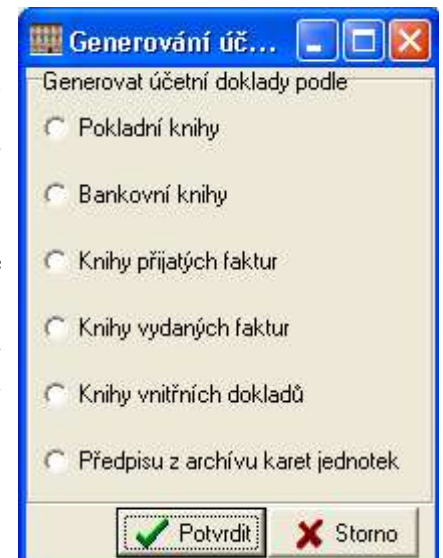 Generování úč...
Generovat účetní doklady podle
Pokladní knihy
Bankovní knihy
Knihy přijatých faktur
Knihy vydaných faktur
Knihy vnitřních dokladů
Předpisu z archívu karet jednotek
Potvrdit
Storno